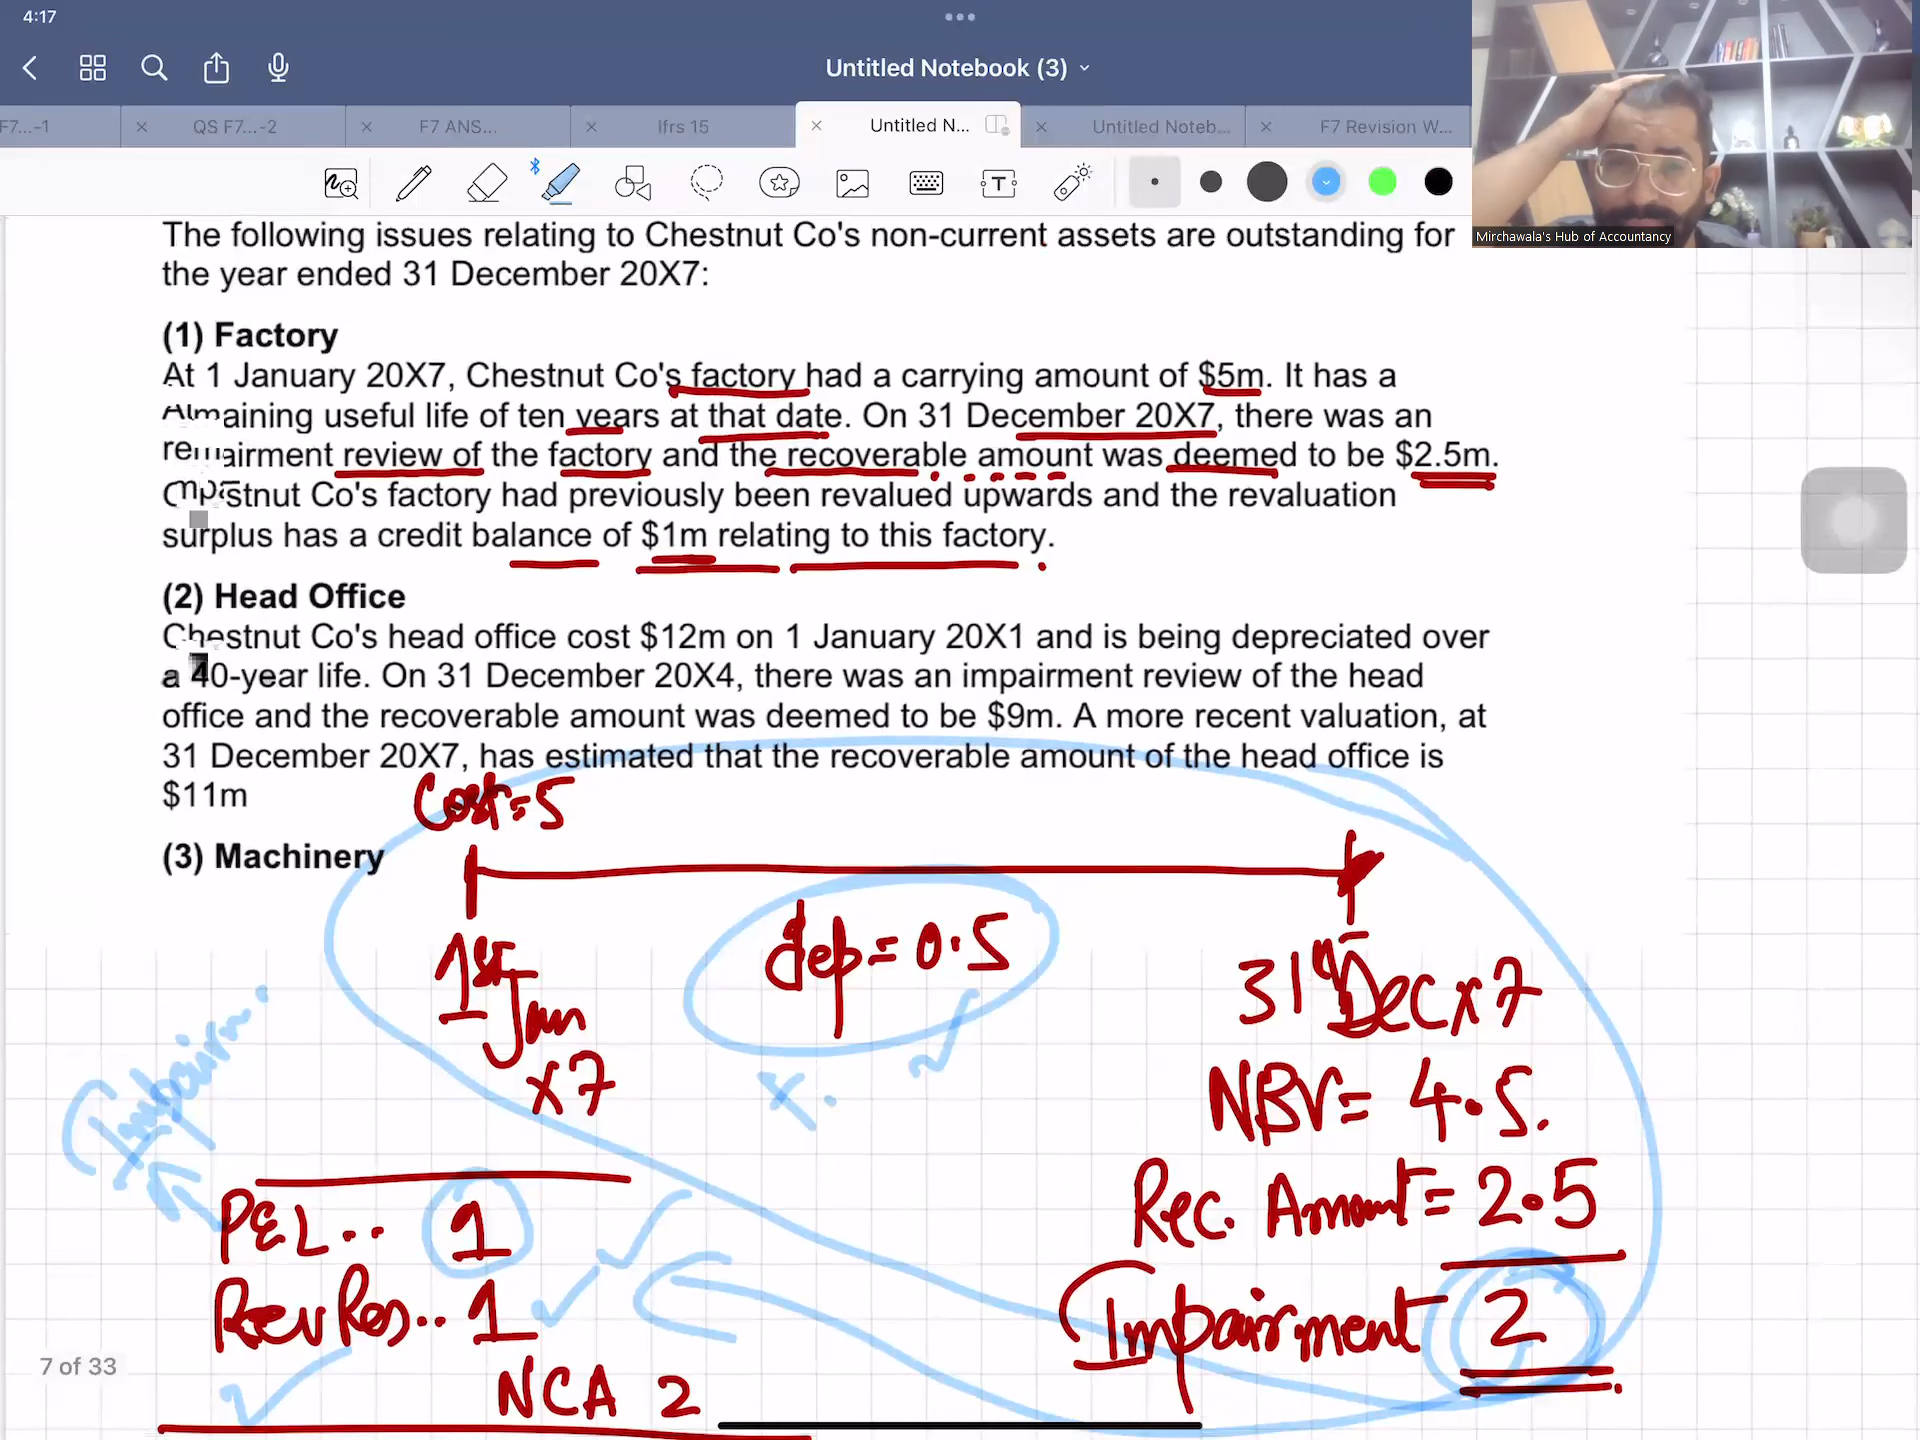 4:17
Untitled Notebook (3)
F7...-1
QS F7...-2
F7 ANS...
Ifrs 15
Untitled N...
Untitled Noteb...
F7 Revision W...
Mirchawala's Hub of Accountancy
The following issues relating to Chestnut Co's non-current assets are outstanding for
the year ended 31 December 20X7:
(1) Factory
At 1 January 20X7, Chestnut Co's factory had a carrying amount of $5m. It has a
aining useful life of ten years at that date. On 31 December 20X7, there was an
airment review of the factory and the recoverable amount was deemed to be $2.5m.
stnut Co's factory had previously been revalued upwards and the revaluation
surplus has a credit balance of $1m relating to this factory.
(2) Head Office
Chestnut Co's head office cost $12m on 1 January 20X1 and is being depreciated over
a 40-year life. On 31 December 20X4, there was an impairment review of the head
office and the recoverable amount was deemed to be $9m. A more recent valuation, at
31 December 20X7, has estimated that the recoverable amount of the head office is
$11m
Cost = 5
(3) Machinery
dep = 0.5
1st Jan x7
31st Dec x7
NBV = 4.5.
Impairm.
Rec. Amount = 2.5
P&L .. 1
Impairment 2
Rev Res .. 1
NCA 2
7 of 33